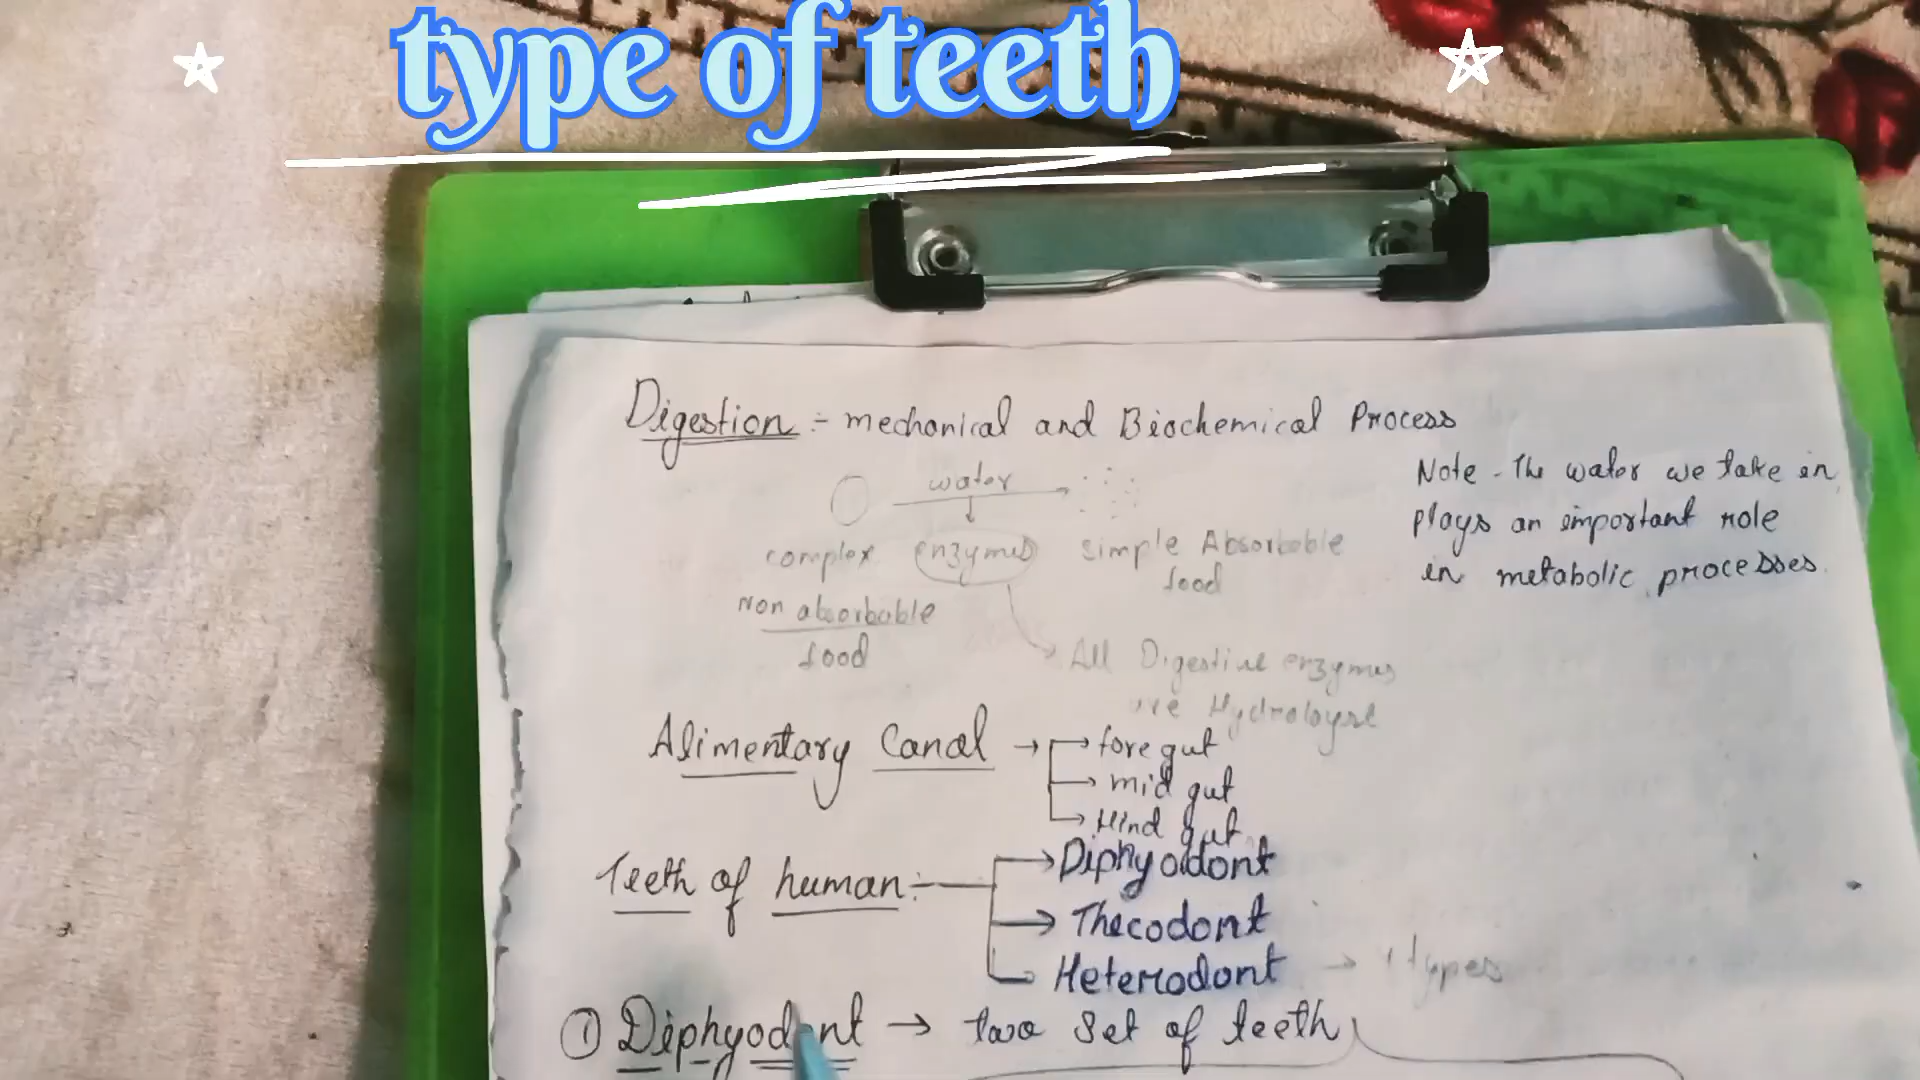 type of teeth
Digestion :- mechanical and Biochemical Process
Note - The water we take in
plays an important role
in metabolic processes.
water
complex enzymes simple Absorbable
food
Non absorbable
food
All Digestive enzymes
are Hydrolayse
Alimentary Canal → fore gut
mid gut
Hind gut
Teeth of human :- Diphyodont
Thecodont
Heterodont → types
① Diphyodont → two set of teeth